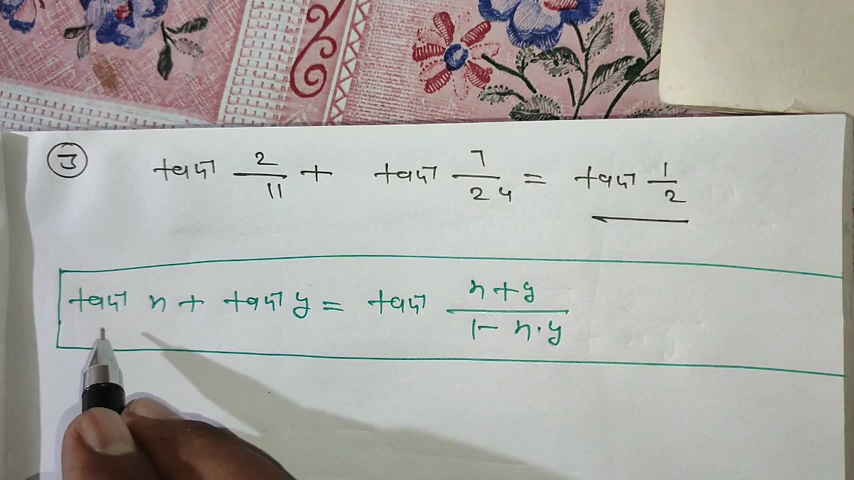 ③ tan⁻¹ 2/11 + tan⁻¹ 7/24 = tan⁻¹ 1/2
tan⁻¹ x + tan⁻¹ y = tan⁻¹ x+y/1-x.y